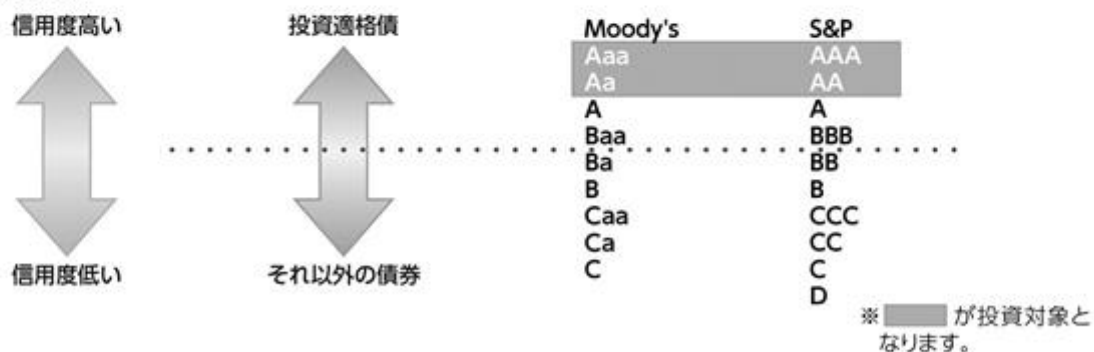 信用度高い 投資適格債 Moody's S&P
Aaa AAA
Aa AA
A A
Baa BBB
Ba BB
B B
Caa CCC
Ca CC
信用度低い それ以外の債券 C C
D
※ が投資対象と
なります。